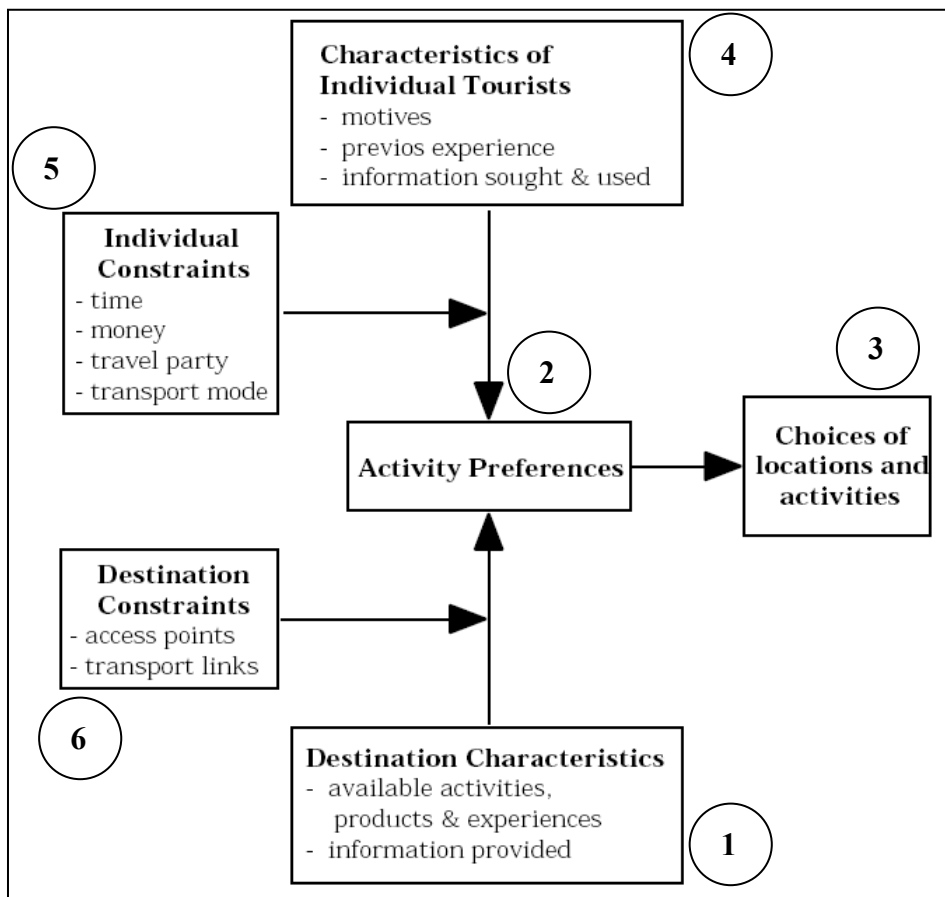 Characteristics of
Individual Tourists
- motives
- previos experience
- information sought & used
4
5
Individual
Constraints
- time
- money
- travel party
- transport mode
2
Activity Preferences
3
Choices of
locations and
activities
Destination
Constraints
- access points
- transport links
6
Destination Characteristics
- available activities,
products & experiences
- information provided
1